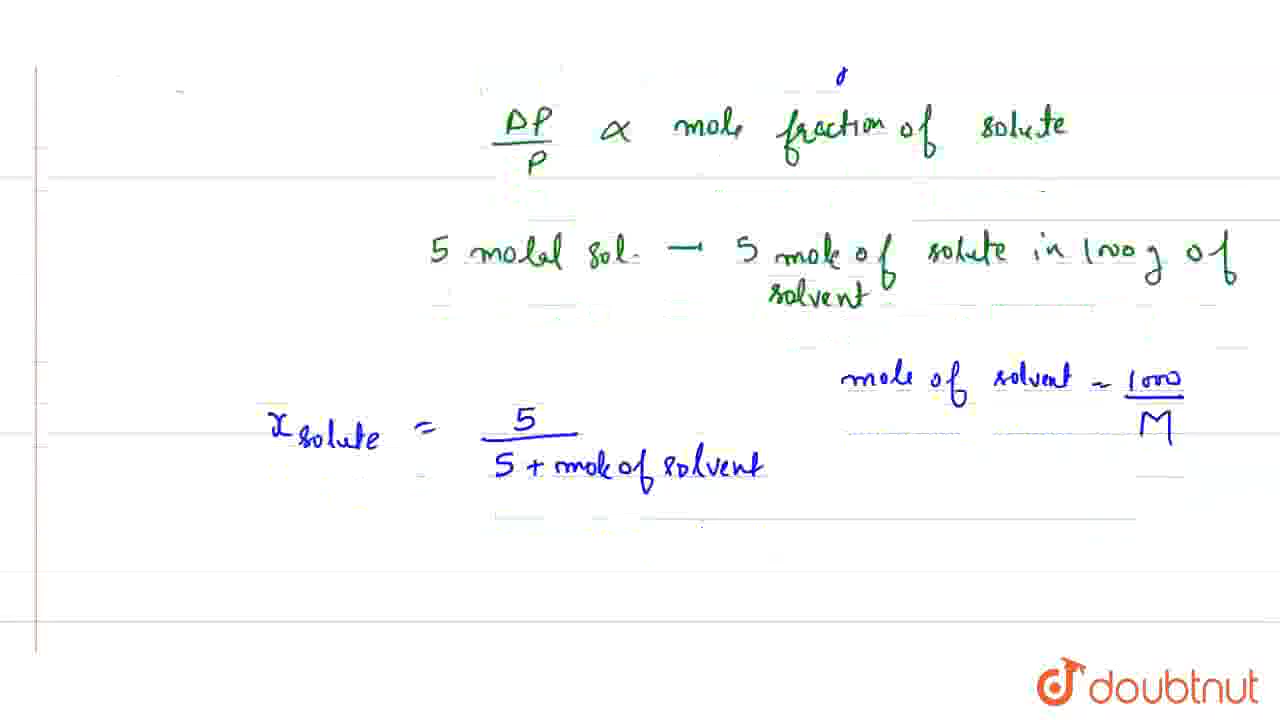 ΔP/P ∝ mole fraction of solute
5 molal sol. — 5 mole of solute in 1000 g of
solvent
mole of solvent = 1000/M
x solute = 5/(5 + mole of solvent)
doubtnut